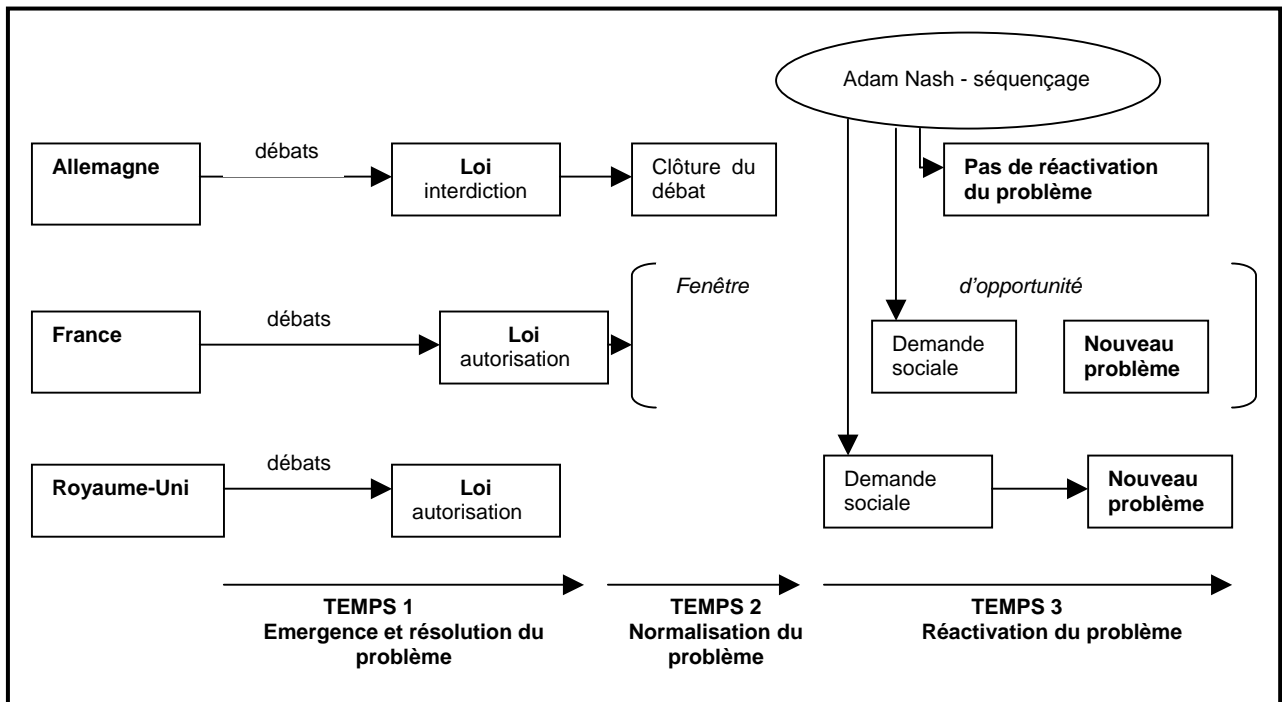 Adam Nash - séquençage
débats
Allemagne
Loi
interdiction
Clôture du
débat
Pas de réactivation
du problème
Fenêtre
d'opportunité
débats
France
Loi
autorisation
Demande
sociale
Nouveau
problème
débats
Royaume-Uni
Loi
autorisation
Demande
sociale
Nouveau
problème
TEMPS 1
Emergence et résolution du
problème
TEMPS 2
Normalisation du
problème
TEMPS 3
Réactivation du problème